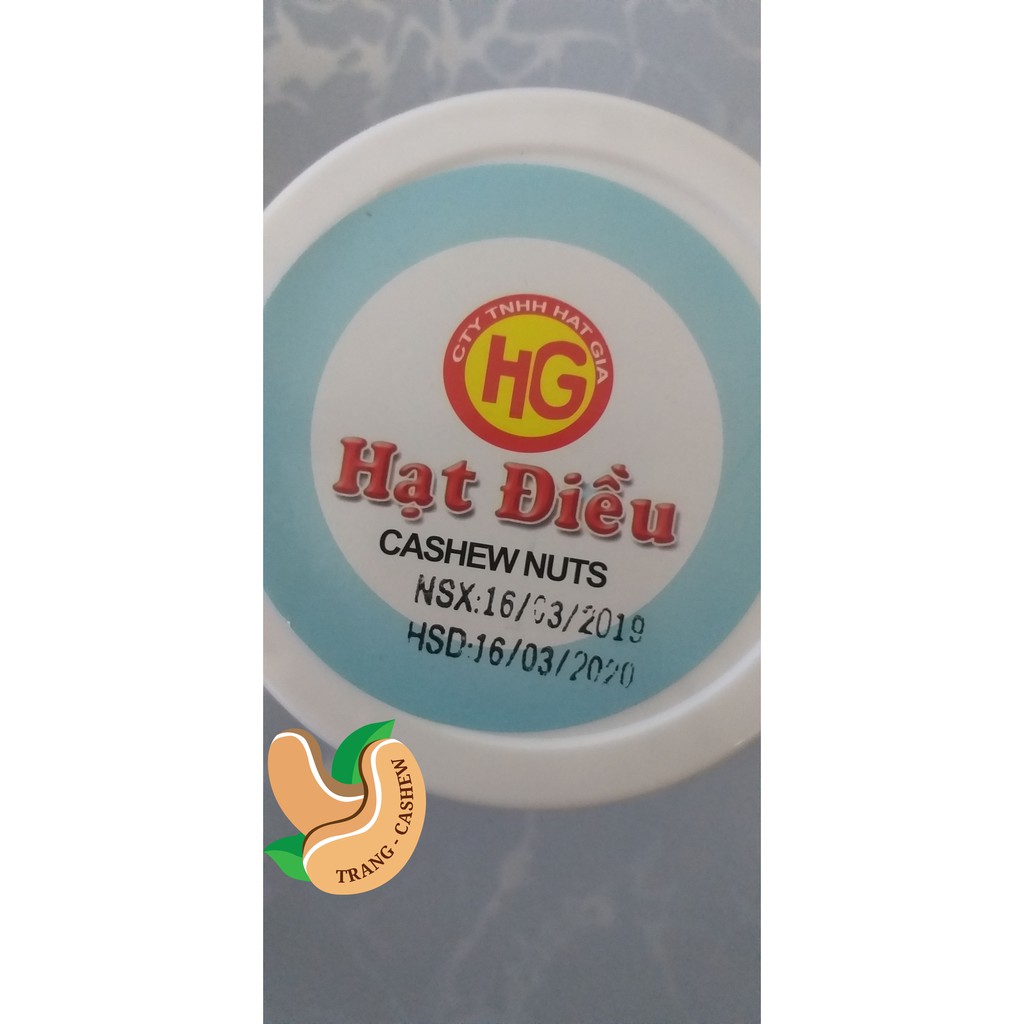 CTY TNHH HAT GIA
HG
Hạt Điều
CASHEW NUTS
NSX:16/03/2019
HSD:16/03/2020
TRANG - CASHEW